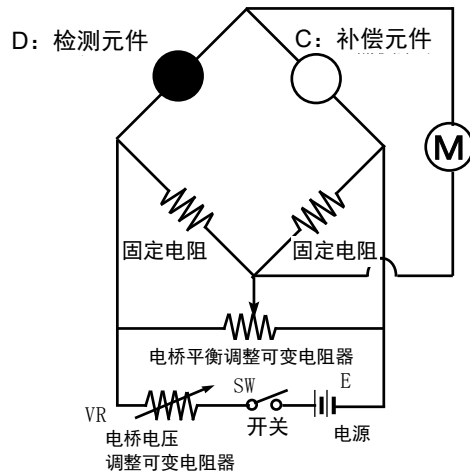 D：检测元件
C：补偿元件
M
固定电阻
固定电阻
电桥平衡调整可变电阻器
SW
E
VR
开关
电源
电桥电压
调整可变电阻器